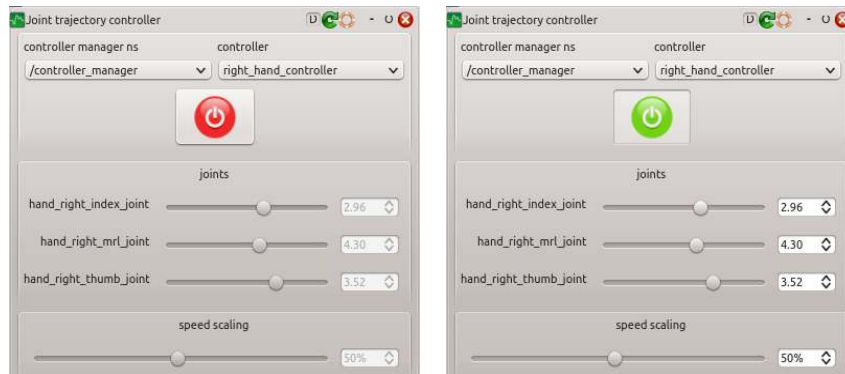 Joint trajectory controller
D
controller manager ns controller
/controller_manager right_hand_controller
joints
hand_right_index_joint 2.96
hand_right_mrl_joint 4.30
hand_right_thumb_joint 3.52
speed scaling
50%
Joint trajectory controller
D
controller manager ns controller
/controller_manager right_hand_controller
joints
hand_right_index_joint 2.96
hand_right_mrl_joint 4.30
hand_right_thumb_joint 3.52
speed scaling
50%